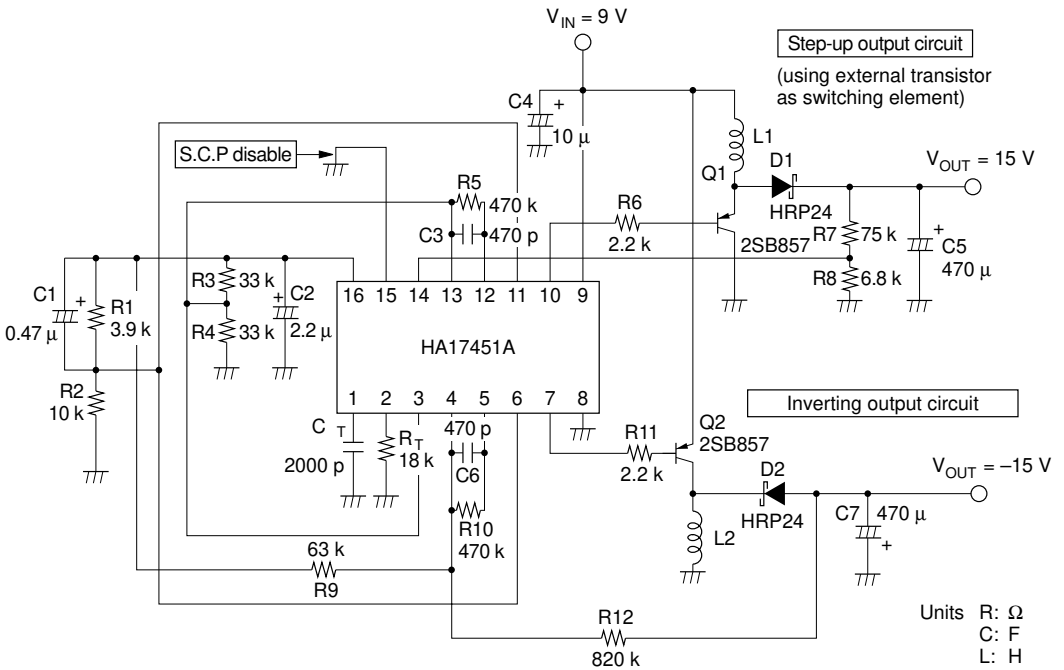 V_IN = 9 V
Step-up output circuit
(using external transistor
as switching element)
C4
+
10 μ
L1
S.C.P disable
D1
Q1
V_OUT = 15 V
R5
470 k
HRP24
R6
2.2 k
C3
470 p
2SB857
R7
75 k
+
C5
470 μ
R8
6.8 k
C1
+
0.47 μ
R1
3.9 k
R3
33 k
R4
33 k
+
C2
2.2 μ
16 15 14 13 12 11 10 9
HA17451A
1 2 3 4 5 6 7 8
R2
10 k
C T
2000 p
R T
18 k
470 p
C6
R10
470 k
Q2
2SB857
R11
2.2 k
Inverting output circuit
D2
HRP24
V_OUT = –15 V
C7
470 μ
+
L2
63 k
R9
R12
820 k
Units R: Ω
C: F
L: H